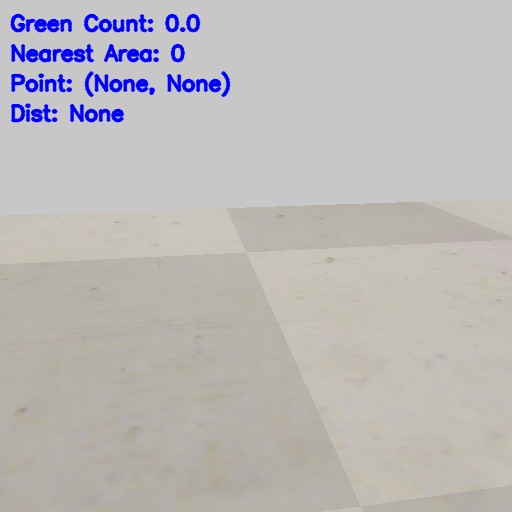 Green Count: 0.0
Nearest Area: 0
Point: (None, None)
Dist: None